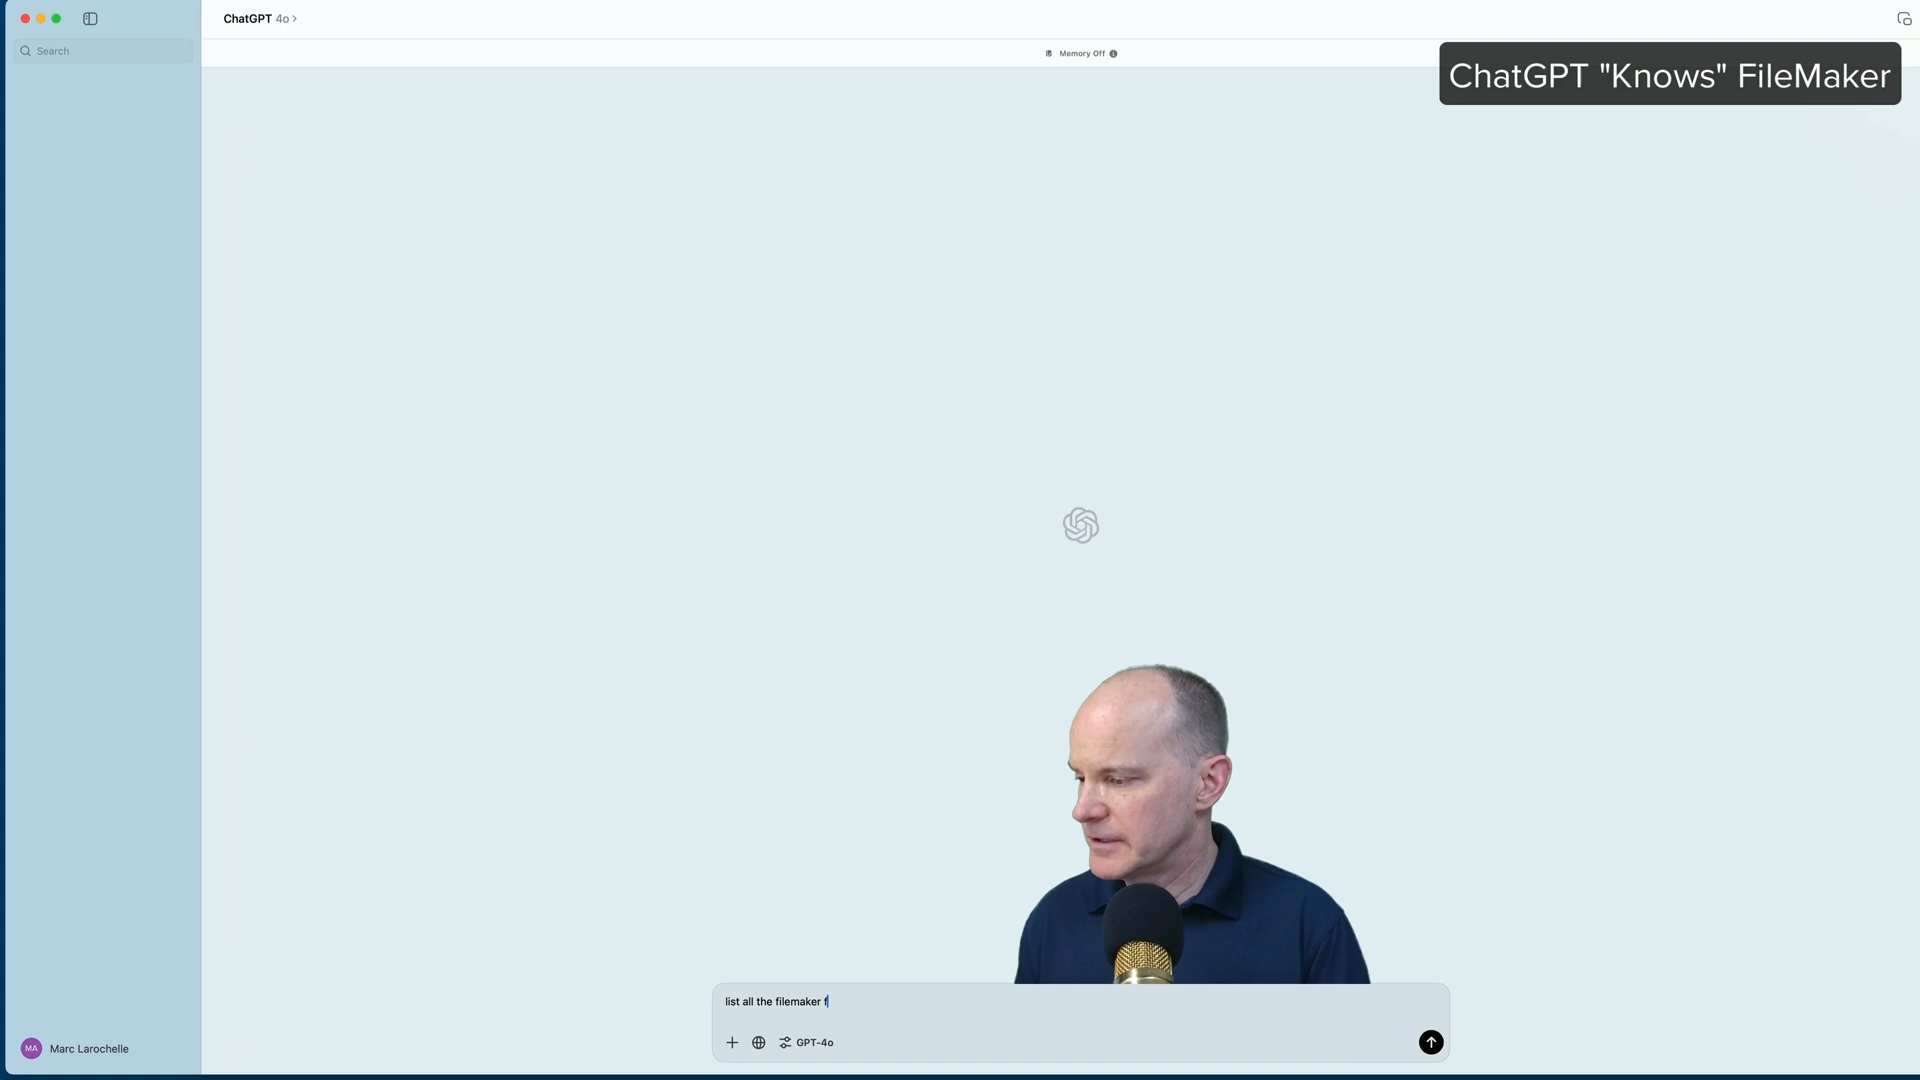 ChatGPT 4o >
Search
Memory Off
ChatGPT "Knows" FileMaker
list all the filemaker f
GPT-4o
MA Marc Larochelle